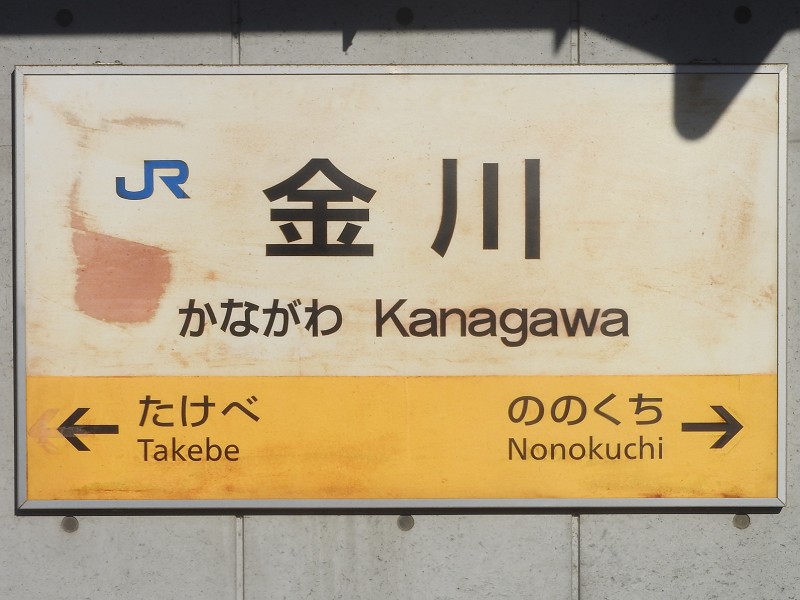 JR
金川
かながわ Kanagawa
← たけべ
Takebe
ののくち →
Nonokuchi